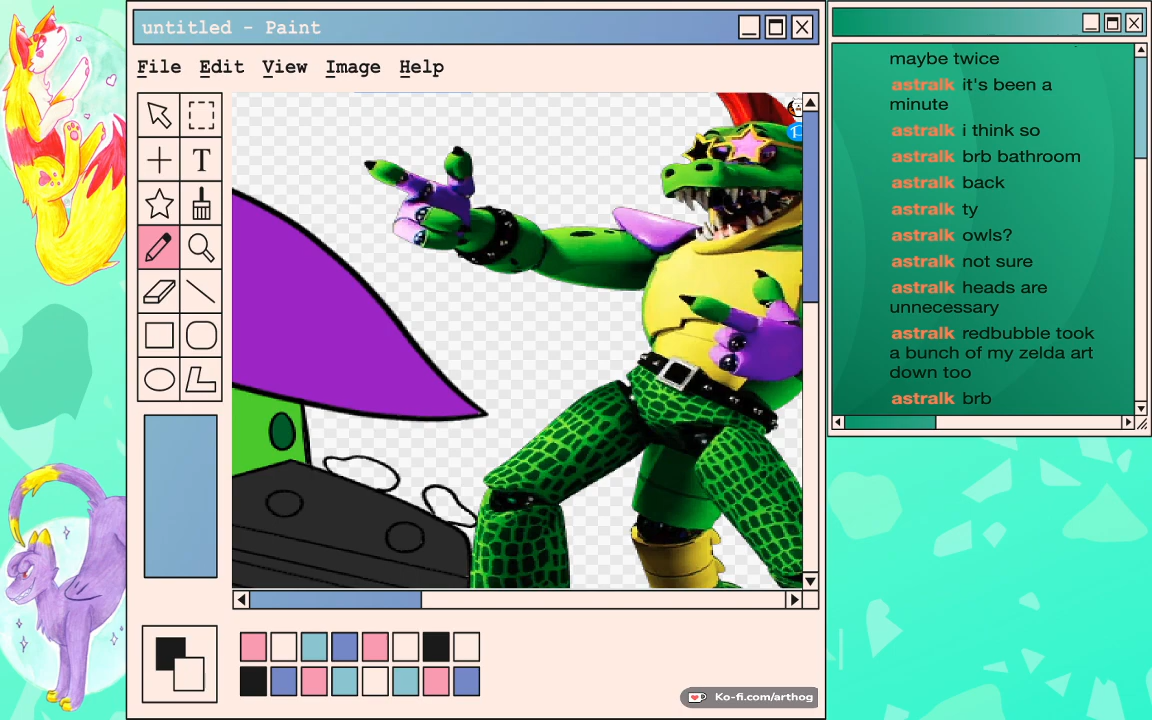 untitled - Paint
File Edit View Image Help
T
maybe twice
astralk it's been a
minute
astralk i think so
astralk brb bathroom
astralk back
astralk ty
astralk owls?
astralk not sure
astralk heads are
unnecessary
astralk redbubble took
a bunch of my zelda art
down too
astralk brb
Ko-fi.com/arthog